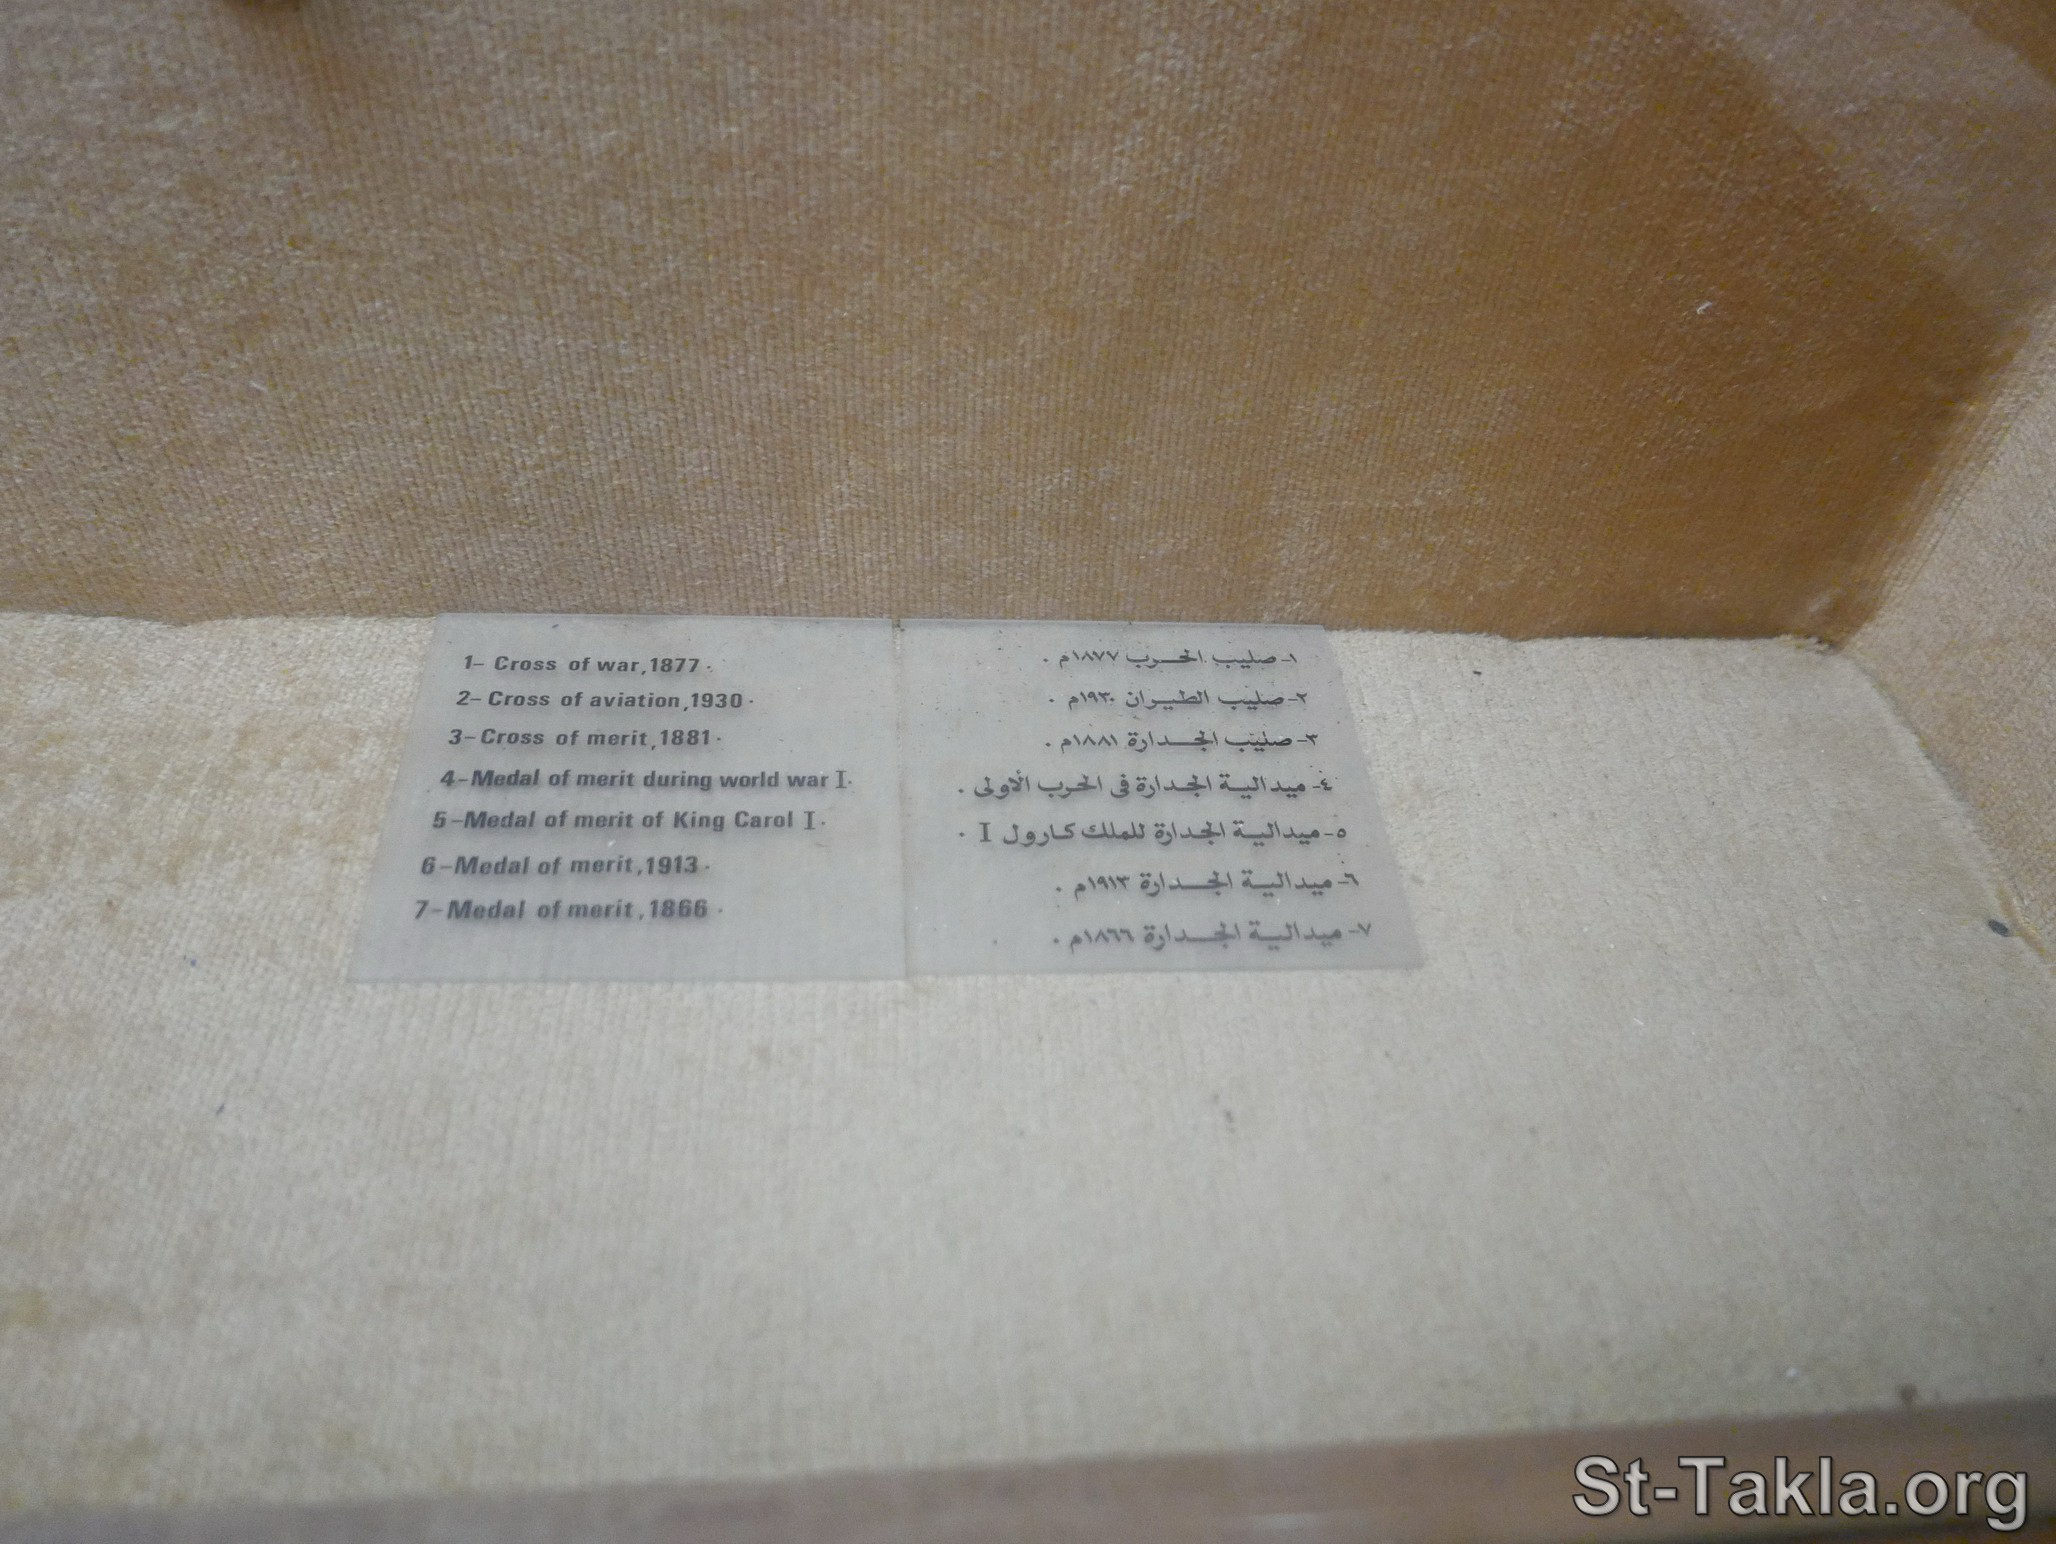 1- Cross of war,1877.
2- Cross of aviation,1930.
3- Cross of merit,1881.
4-Medal of merit during world war I.
5-Medal of merit of King Carol I.
6-Medal of merit,1913.
7-Medal of merit,1866.
١- صليب الحرب ١٨٧٧م .
٢- صليب الطيران ١٩٣٠م .
٣- صليب الجدارة ١٨٨١م .
٤- ميدالية الجدارة فى الحرب الأولى .
٥- ميدالية الجدارة للملك كارول I .
٦- ميدالية الجدارة ١٩١٣م .
٧- ميدالية الجدارة ١٨٦٦م .
St-Takla.org